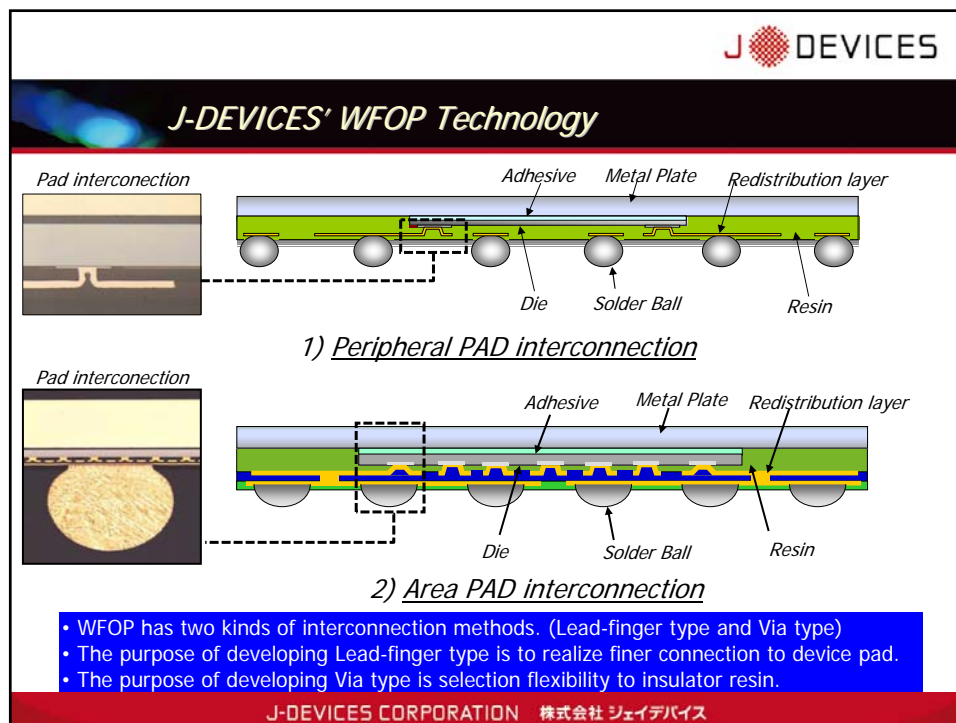 J DEVICES
J-DEVICES' WFOP Technology
Pad interconection
Adhesive
Metal Plate
Redistribution layer
Die
Solder Ball
Resin
1) Peripheral PAD interconnection
Pad interconection
Adhesive
Metal Plate
Redistribution layer
Die
Solder Ball
Resin
2) Area PAD interconnection
• WFOP has two kinds of interconnection methods. (Lead-finger type and Via type)
• The purpose of developing Lead-finger type is to realize finer connection to device pad.
• The purpose of developing Via type is selection flexibility to insulator resin.
J-DEVICES CORPORATION 株式会社 ジェイデバイス